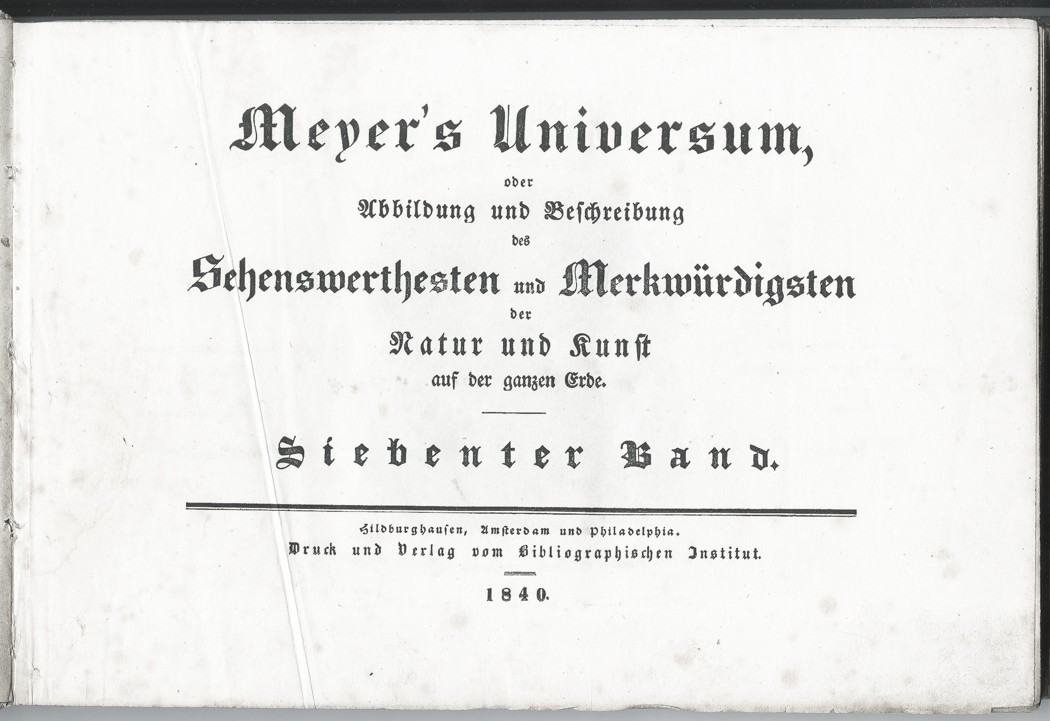 Meyer's Universum,
oder
Abbildung und Beschreibung
des
Sehenswerthesten und Merkwürdigsten
der
Natur und Kunst
auf der ganzen Erde.
Siebenter Band.
Hildburghausen, Amsterdam und Philadelphia.
Druck und Verlag vom Bibliographischen Institut.
1840.